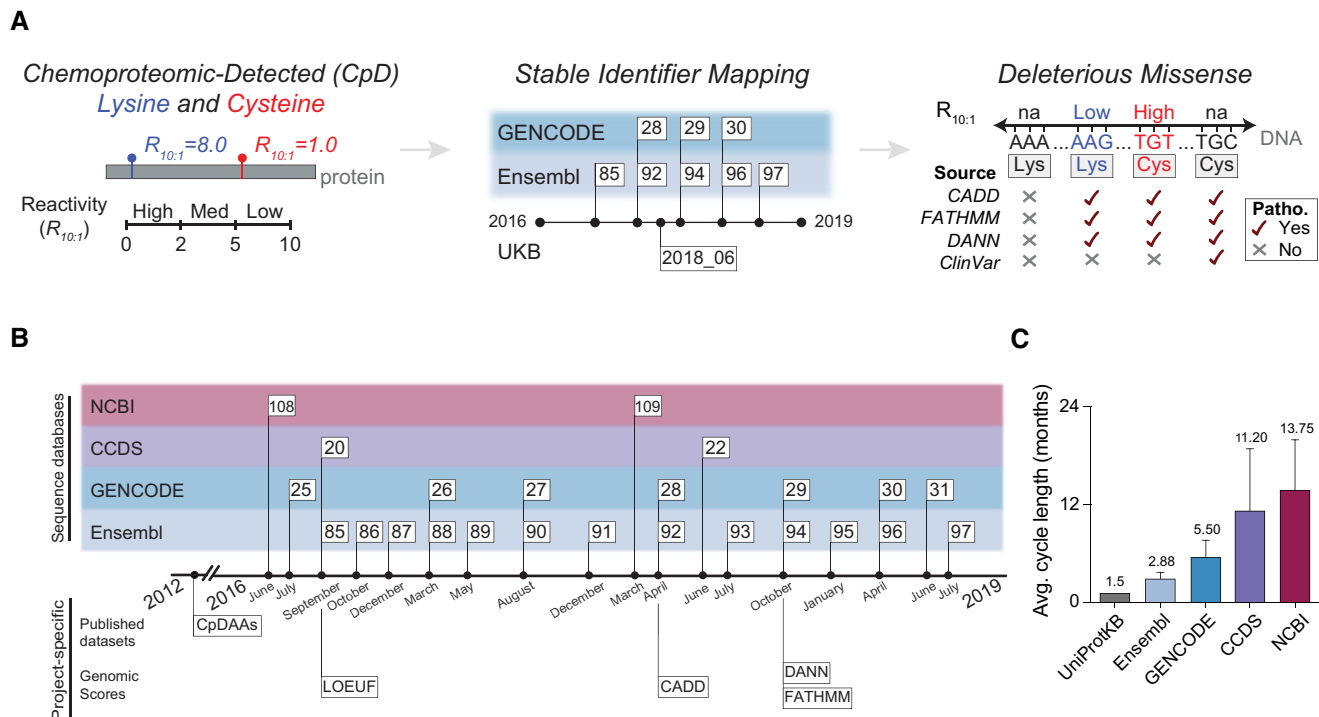 A
Chemoproteomic-Detected (CpD)
Lysine and Cysteine
R10:1=8.0 R10:1=1.0
protein
Reactivity
(R10:1)
High Med Low
0 2 5 10
Stable Identifier Mapping
GENCODE 28 29 30
Ensembl 85 92 94 96 97
2016 2019
UKB 2018_06
Deleterious Missense
R10:1 na Low High na
AAA ...AAG ...TGT ...TGC DNA
Lys Lys Cys Cys
Source
CADD
FATHMM
DANN
ClinVar
Patho.
Yes
No
B
Sequence databases
NCBI 108 109
CCDS 20 22
GENCODE 25 26 27 28 29 30 31
Ensembl 85 86 87 88 89 90 91 92 93 94 95 96 97
2012 2016 June July September October December March May August December March April June July October January April June July 2019
Project-specific
Published
datasets
CpDAAs
Genomic
Scores
LOEUF CADD DANN
FATHMM
C
Avg. cycle length (months)
24
12
0
1.5 2.88 5.50 11.20 13.75
UniProtKB Ensembl GENCODE CCDS NCBI